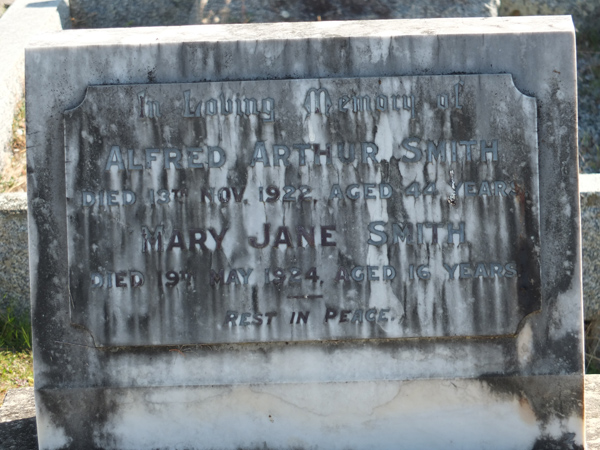 In Loving Memory of
ALFRED ARTHUR SMITH
DIED 13TH NOV. 1922, AGED 44 YEARS
MARY JANE SMITH
DIED 19TH MAY 1924, AGED 16 YEARS
REST IN PEACE.